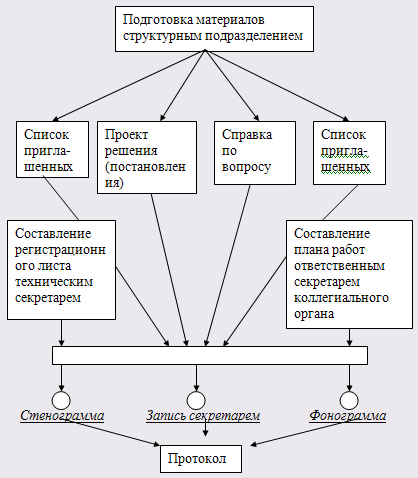 Подготовка материалов
структурным подразделением
Список
пригла-
шенных
Проект
решения
(постановлен
ия)
Справка
по
вопросу
Список
пригла-
шенных
Составление
регистрационн
ого листа
техническим
секретарем
Составление
плана работ
ответственным
секретарем
коллегиального
органа
Стенограмма
Запись секретарем
Фонограмма
Протокол